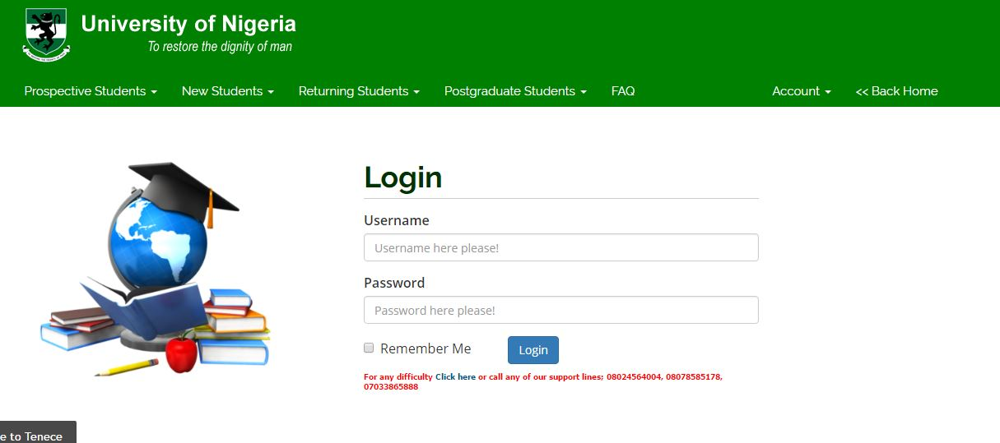 University of Nigeria
To restore the dignity of man
Prospective Students New Students Returning Students Postgraduate Students FAQ Account << Back Home
Login
Username
Username here please!
Password
Password here please!
Remember Me Login
For any difficulty Click here or call any of our support lines; 08024564004, 08078585178,
07033865888
e to Tenece